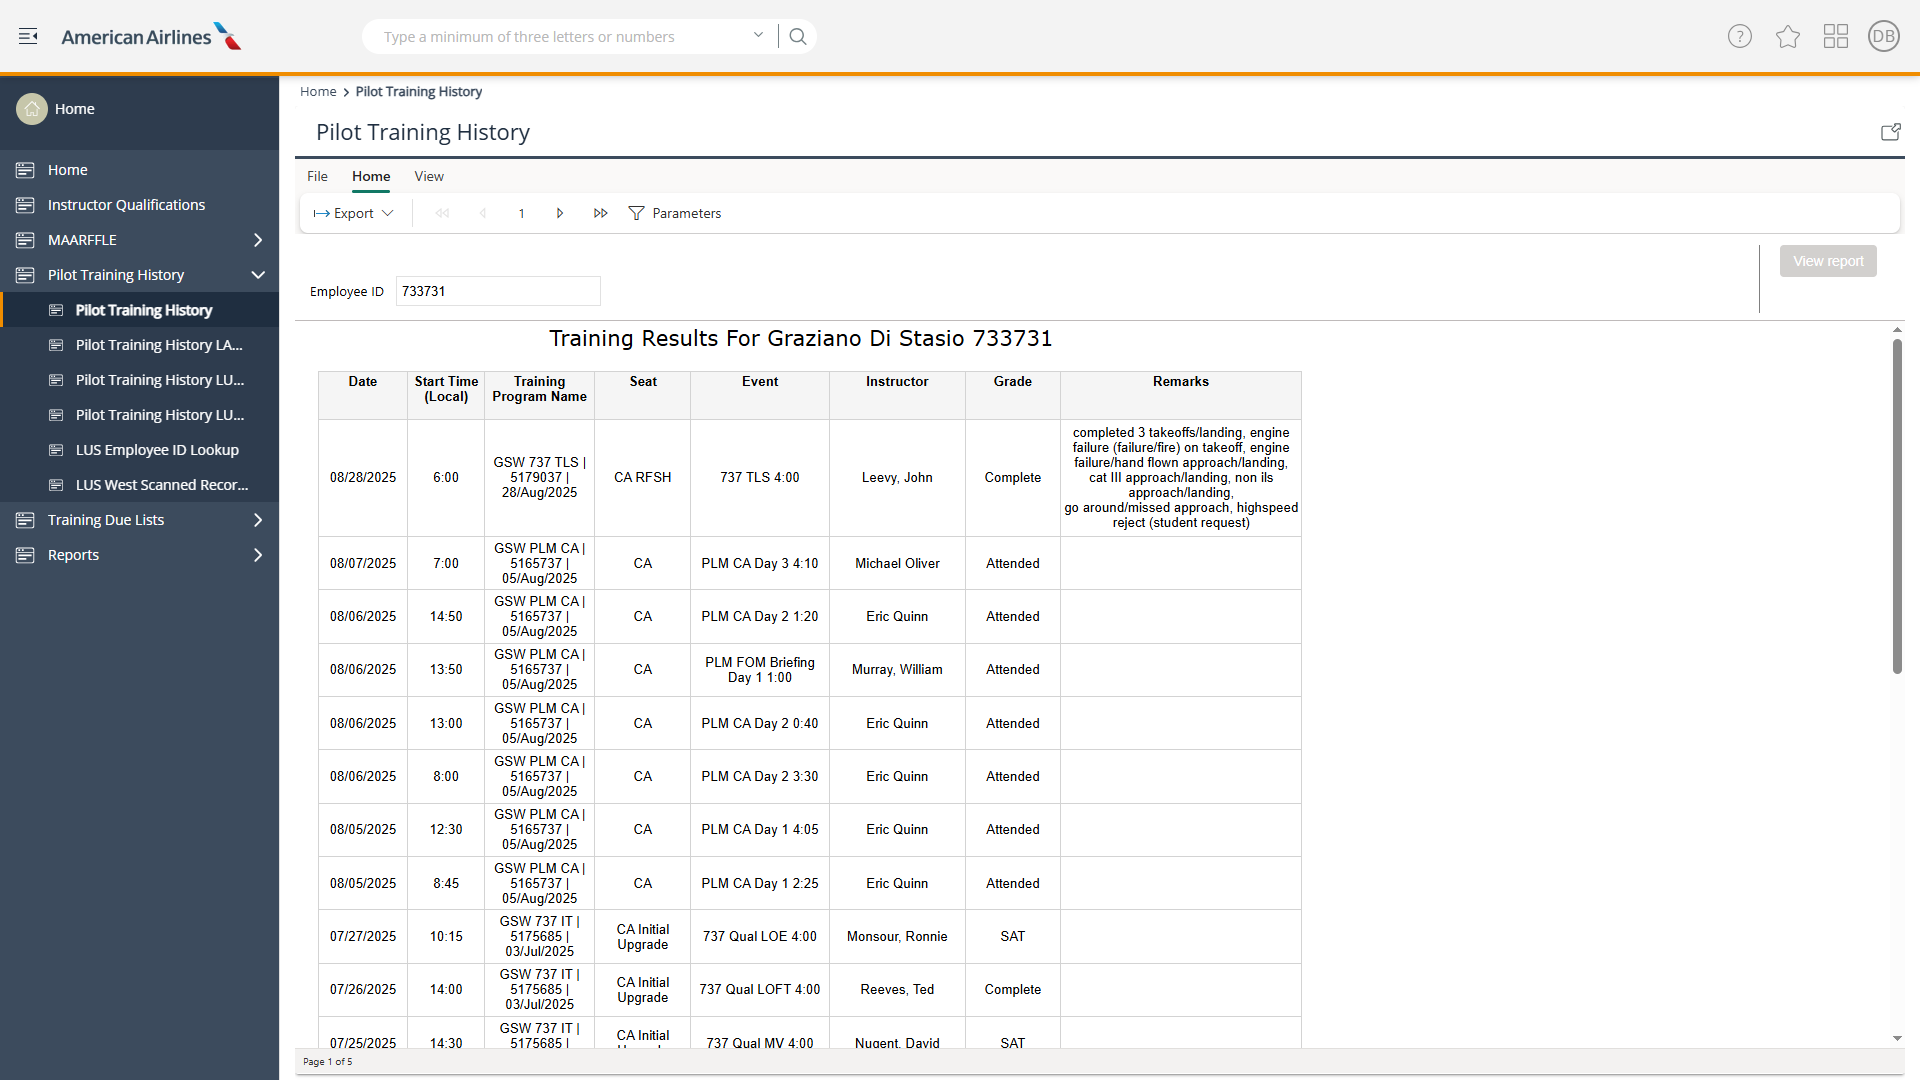 American Airlines
Type a minimum of three letters or numbers
?
DB
Home
Home
Instructor Qualifications
MAARFFLE
Pilot Training History
Pilot Training History
Pilot Training History LA...
Pilot Training History LU...
Pilot Training History LU...
LUS Employee ID Lookup
LUS West Scanned Recor...
Training Due Lists
Reports
Home > Pilot Training History
Pilot Training History
File Home View
Export 1 Parameters
View report
Employee ID 733731
Training Results For Graziano Di Stasio 733731
Date
Start Time
(Local)
Training
Program Name
Seat
Event
Instructor
Grade
Remarks
08/28/2025
6:00
GSW 737 TLS |
5179037 |
28/Aug/2025
CA RFSH
737 TLS 4:00
Leevy, John
Complete
completed 3 takeoffs/landing, engine
failure (failure/fire) on takeoff, engine
failure/hand flown approach/landing,
cat III approach/landing, non ils
approach/landing,
go around/missed approach, highspeed
reject (student request)
08/07/2025
7:00
GSW PLM CA |
5165737 |
05/Aug/2025
CA
PLM CA Day 3 4:10
Michael Oliver
Attended
08/06/2025
14:50
GSW PLM CA |
5165737 |
05/Aug/2025
CA
PLM CA Day 2 1:20
Eric Quinn
Attended
08/06/2025
13:50
GSW PLM CA |
5165737 |
05/Aug/2025
CA
PLM FOM Briefing
Day 1 1:00
Murray, William
Attended
08/06/2025
13:00
GSW PLM CA |
5165737 |
05/Aug/2025
CA
PLM CA Day 2 0:40
Eric Quinn
Attended
08/06/2025
8:00
GSW PLM CA |
5165737 |
05/Aug/2025
CA
PLM CA Day 2 3:30
Eric Quinn
Attended
08/05/2025
12:30
GSW PLM CA |
5165737 |
05/Aug/2025
CA
PLM CA Day 1 4:05
Eric Quinn
Attended
08/05/2025
8:45
GSW PLM CA |
5165737 |
05/Aug/2025
CA
PLM CA Day 1 2:25
Eric Quinn
Attended
07/27/2025
10:15
GSW 737 IT |
5175685 |
03/Jul/2025
CA Initial
Upgrade
737 Qual LOE 4:00
Monsour, Ronnie
SAT
07/26/2025
14:00
GSW 737 IT |
5175685 |
03/Jul/2025
CA Initial
Upgrade
737 Qual LOFT 4:00
Reeves, Ted
Complete
07/25/2025
14:30
GSW 737 IT |
5175685 |
CA Initial
737 Qual MV 4:00
Nugent, David
SAT
Page 1 of 5